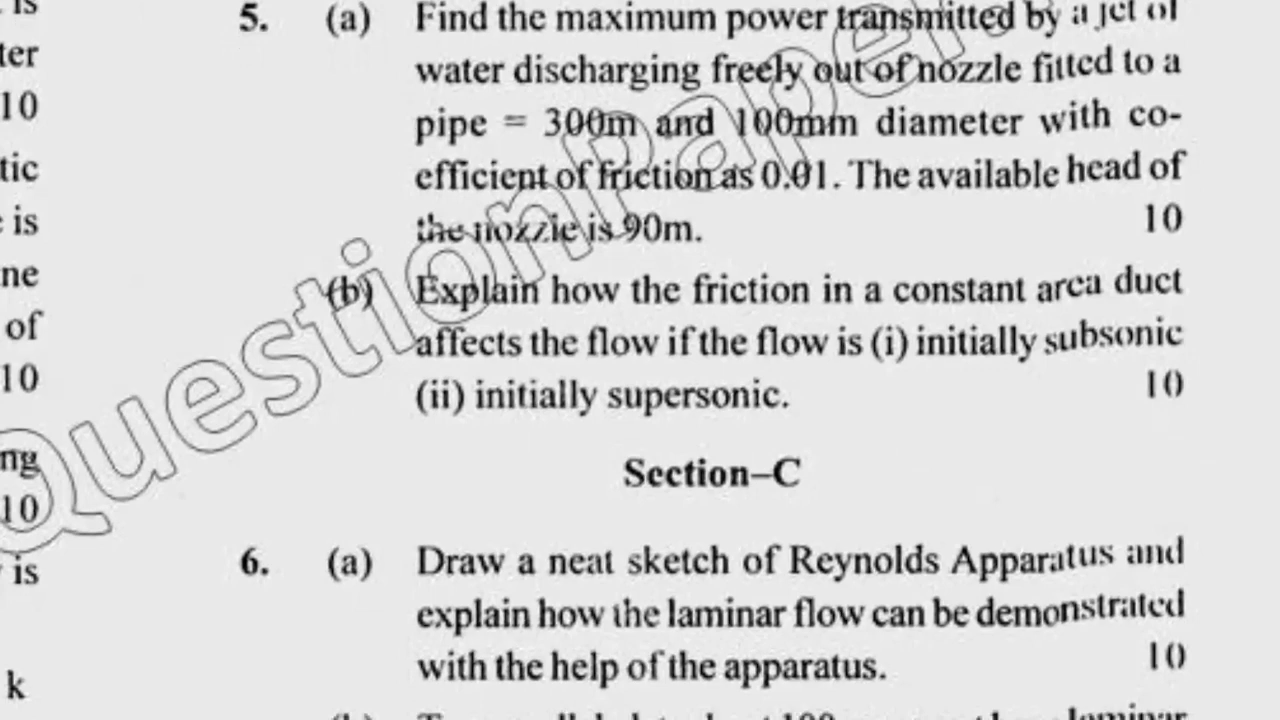 is
ter
10
tic
is
ne
of
10
ng
10
is
k
5. (a) Find the maximum power transmitted by a jet of
water discharging freely out of nozzle fitted to a
pipe = 300m and 100mm diameter with co-
efficient of friction as 0.01. The available head of
the nozzle is 90m. 10
(b) Explain how the friction in a constant area duct
affects the flow if the flow is (i) initially subsonic
(ii) initially supersonic. 10
Section–C
6. (a) Draw a neat sketch of Reynolds Apparatus and
explain how the laminar flow can be demonstrated
with the help of the apparatus. 10
laminar
QuestionPapers